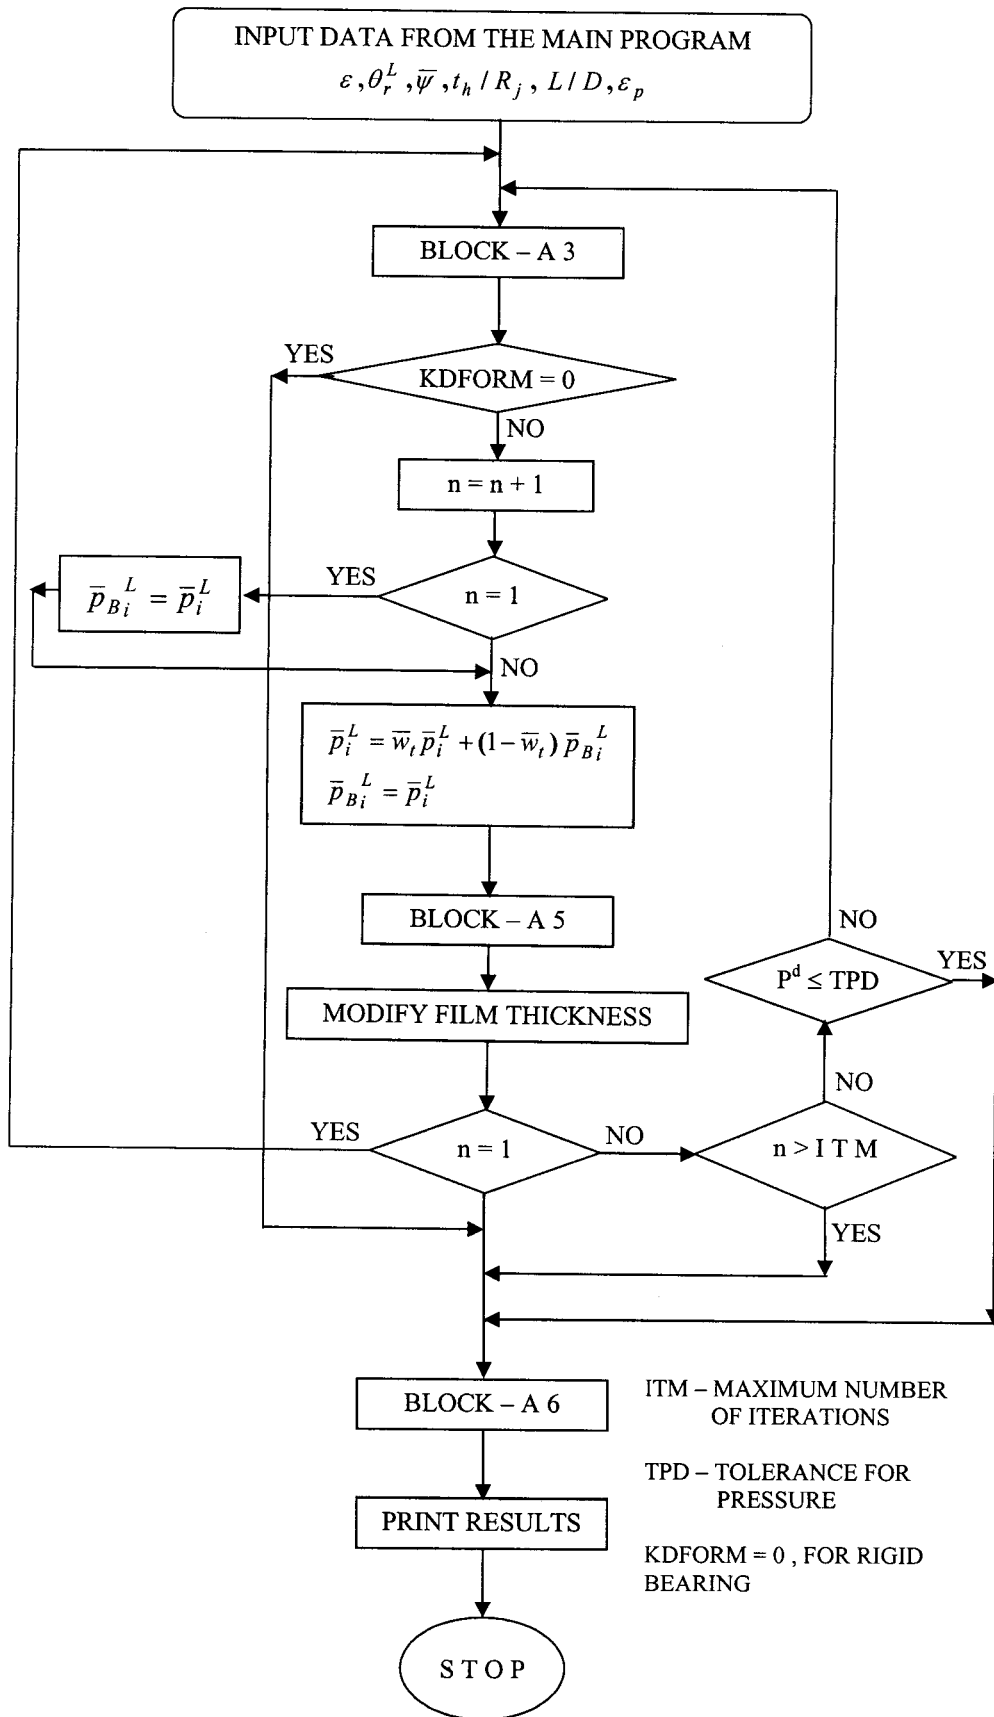 INPUT DATA FROM THE MAIN PROGRAM
ε, θ_r^L, ψ̅, t_h / R_j, L / D, ε_p
BLOCK – A 3
YES
KDFORM = 0
NO
n = n + 1
YES
n = 1
p̅_{B_i}^L = p̅_i^L
NO
p̅_i^L = w̅_t p̅_i^L + (1 – w̅_t) p̅_{B_i}^L
p̅_{B_i}^L = p̅_i^L
BLOCK – A 5
NO
YES
P^d ≤ TPD
MODIFY FILM THICKNESS
NO
YES
n = 1
NO
n > I T M
YES
BLOCK – A 6
PRINT RESULTS
S T O P
ITM – MAXIMUM NUMBER
OF ITERATIONS
TPD – TOLERANCE FOR
PRESSURE
KDFORM = 0 , FOR RIGID
BEARING